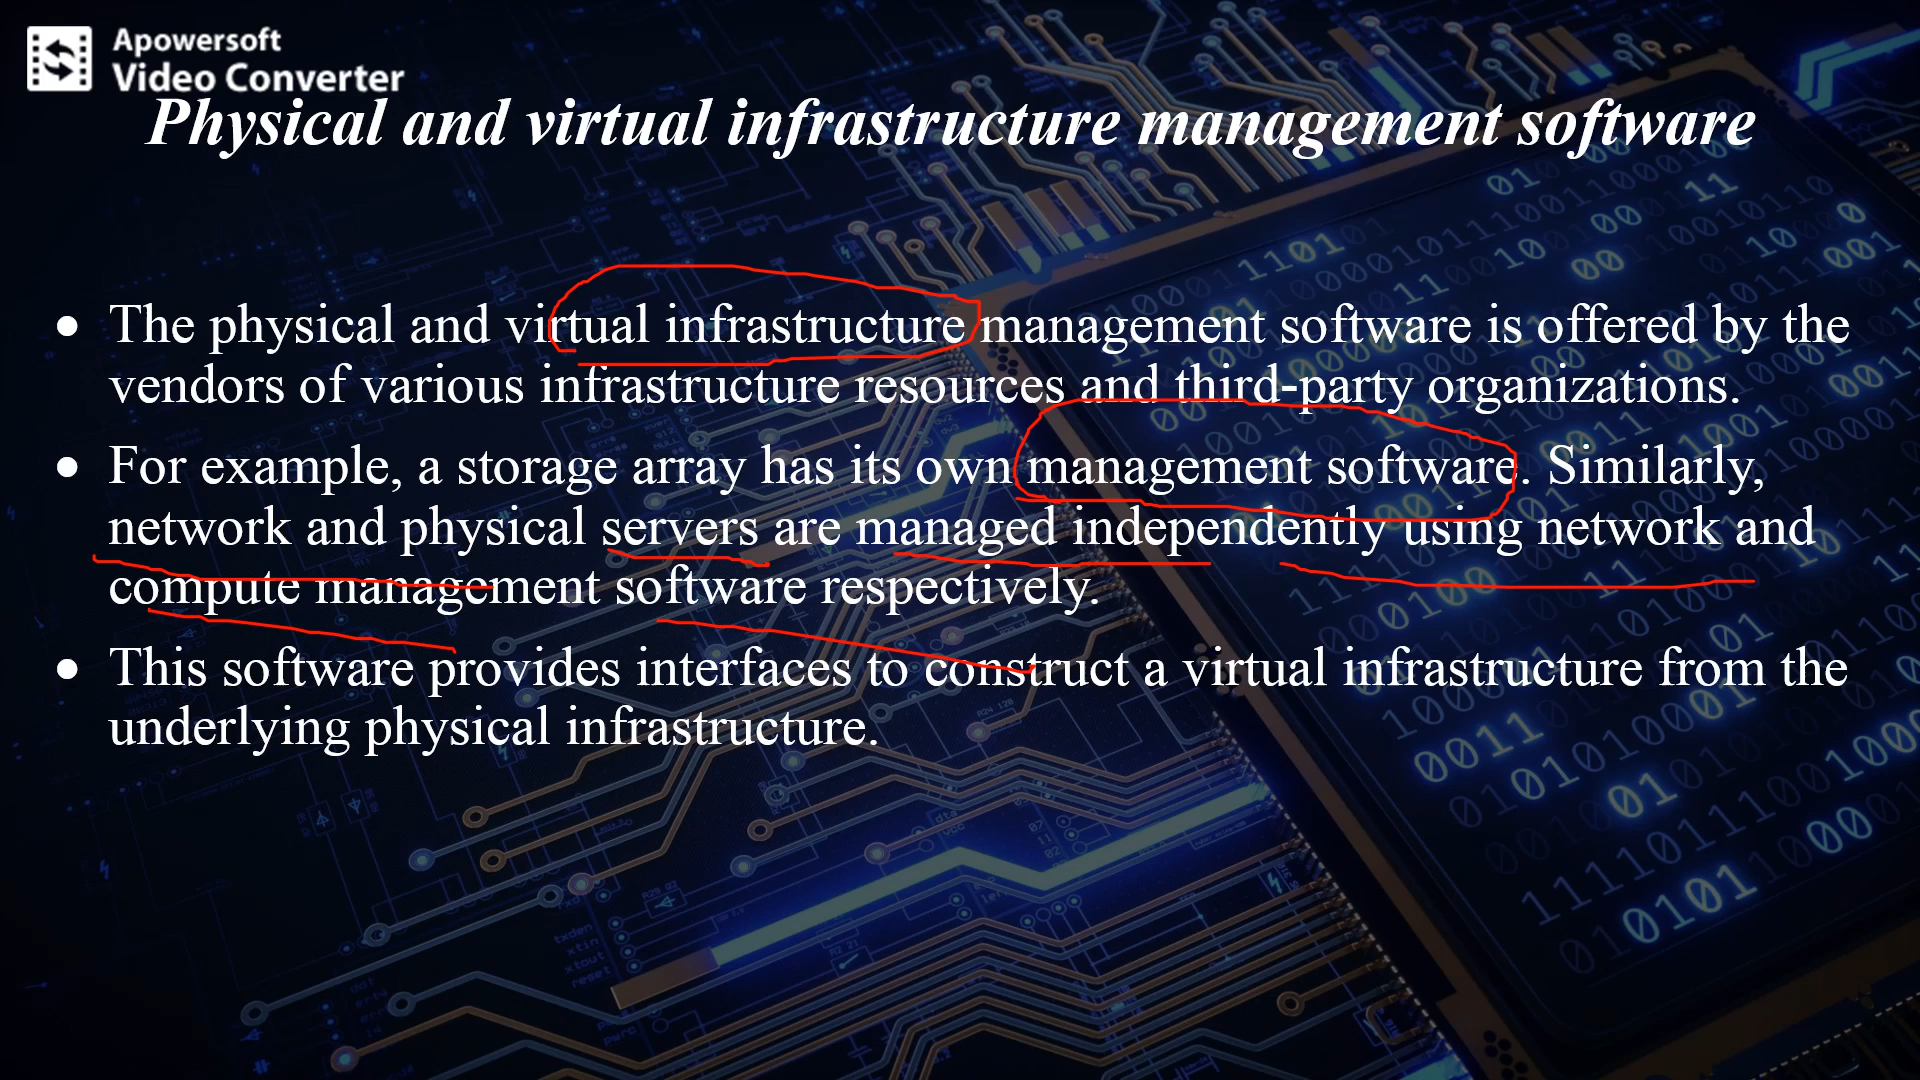 Apowersoft
Video Converter
Physical and virtual infrastructure management software
• The physical and virtual infrastructure management software is offered by the
vendors of various infrastructure resources and third-party organizations.
• For example, a storage array has its own management software. Similarly,
network and physical servers are managed independently using network and
compute management software respectively.
• This software provides interfaces to construct a virtual infrastructure from the
underlying physical infrastructure.